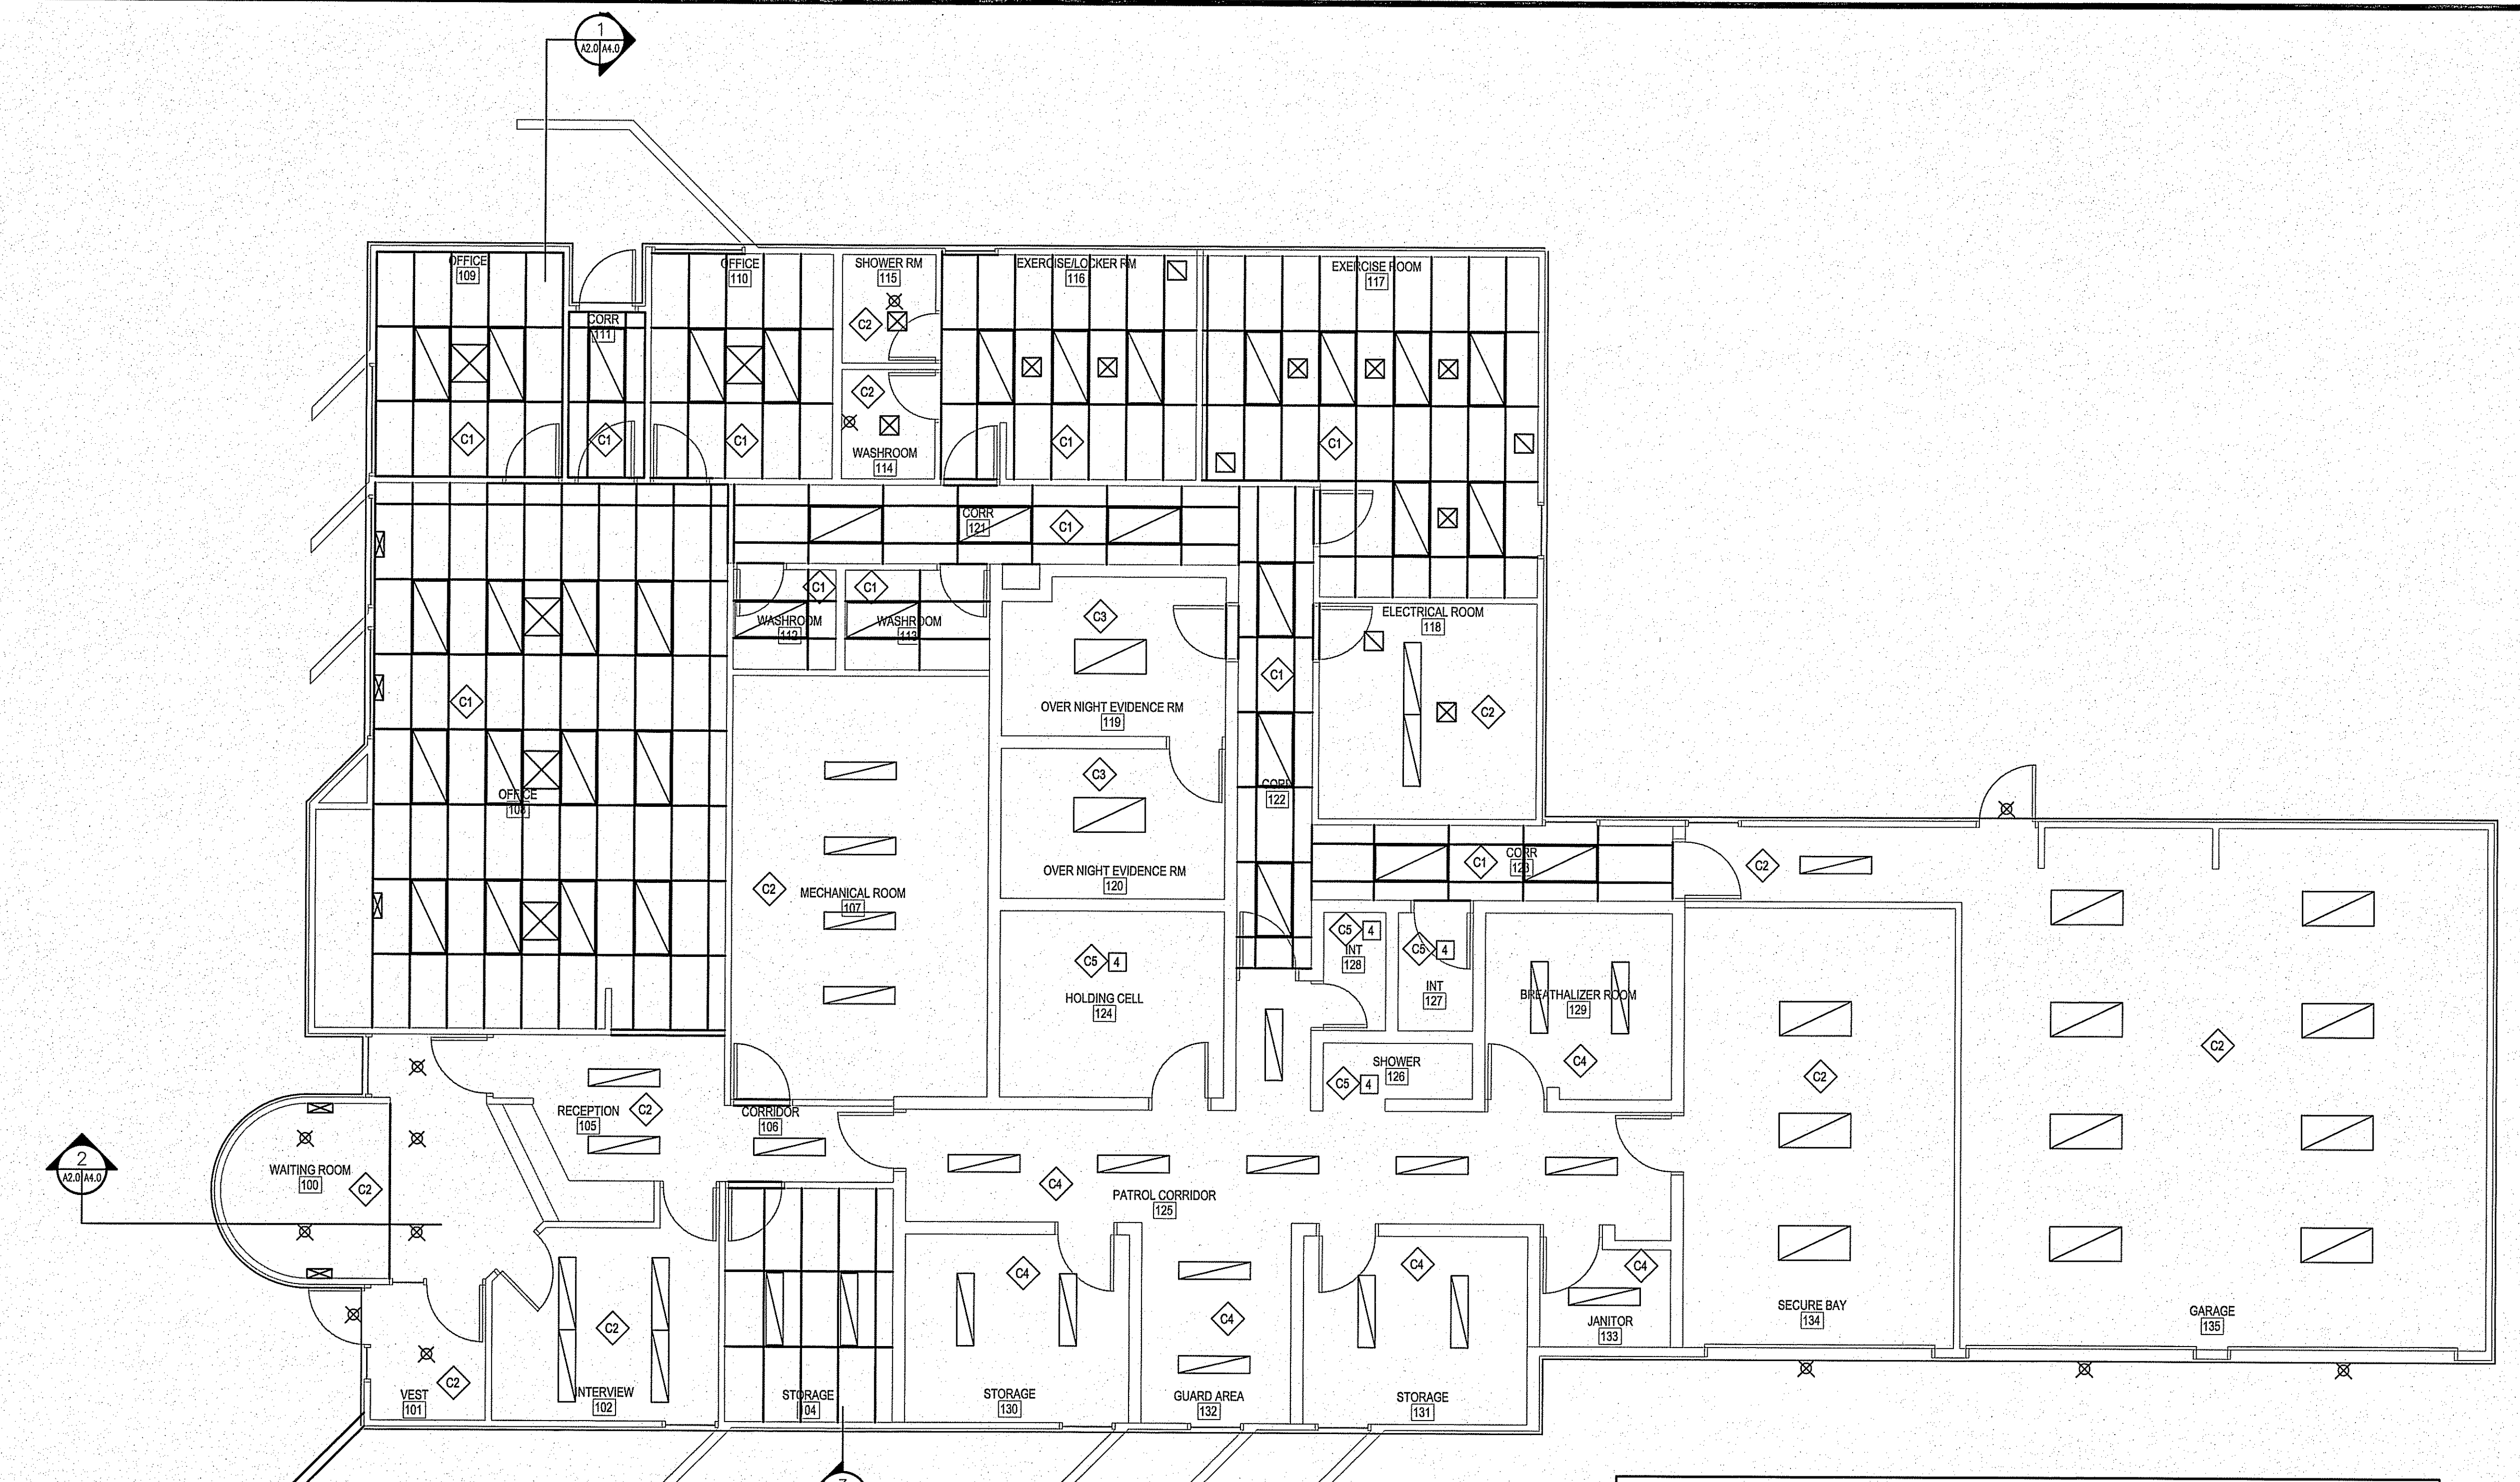 1
A2.0 A4.0
OFFICE
109
CORR
111
OFFICE
110
SHOWER RM
115
EXERCISE/LOCKER RM
116
EXERCISE ROOM
117
C2
C2
C1
C1
C1
WASHROOM
114
C1
C1
CORR
121
C1
C1
C1
WASHROOM
112
WASHROOM
113
C3
ELECTRICAL ROOM
118
C1
C1
OVER NIGHT EVIDENCE RM
119
C2
C3
OFFICE
108
CORR
122
MECHANICAL ROOM
107
C2
OVER NIGHT EVIDENCE RM
120
C1
CORR
123
C2
C5 4
HOLDING CELL
124
C5 4
INT
128
C5 4
INT
127
BREATHALIZER ROOM
129
C4
C2
C2
SHOWER
126
C5 4
RECEPTION
105
C2
CORRIDOR
106
2
A2.0 A4.0
WAITING ROOM
100
C2
C4
PATROL CORRIDOR
125
C4
C4
C4
C4
C2
SECURE BAY
134
GARAGE
135
JANITOR
133
VEST
101
C2
INTERVIEW
102
STORAGE
104
STORAGE
130
GUARD AREA
132
STORAGE
131